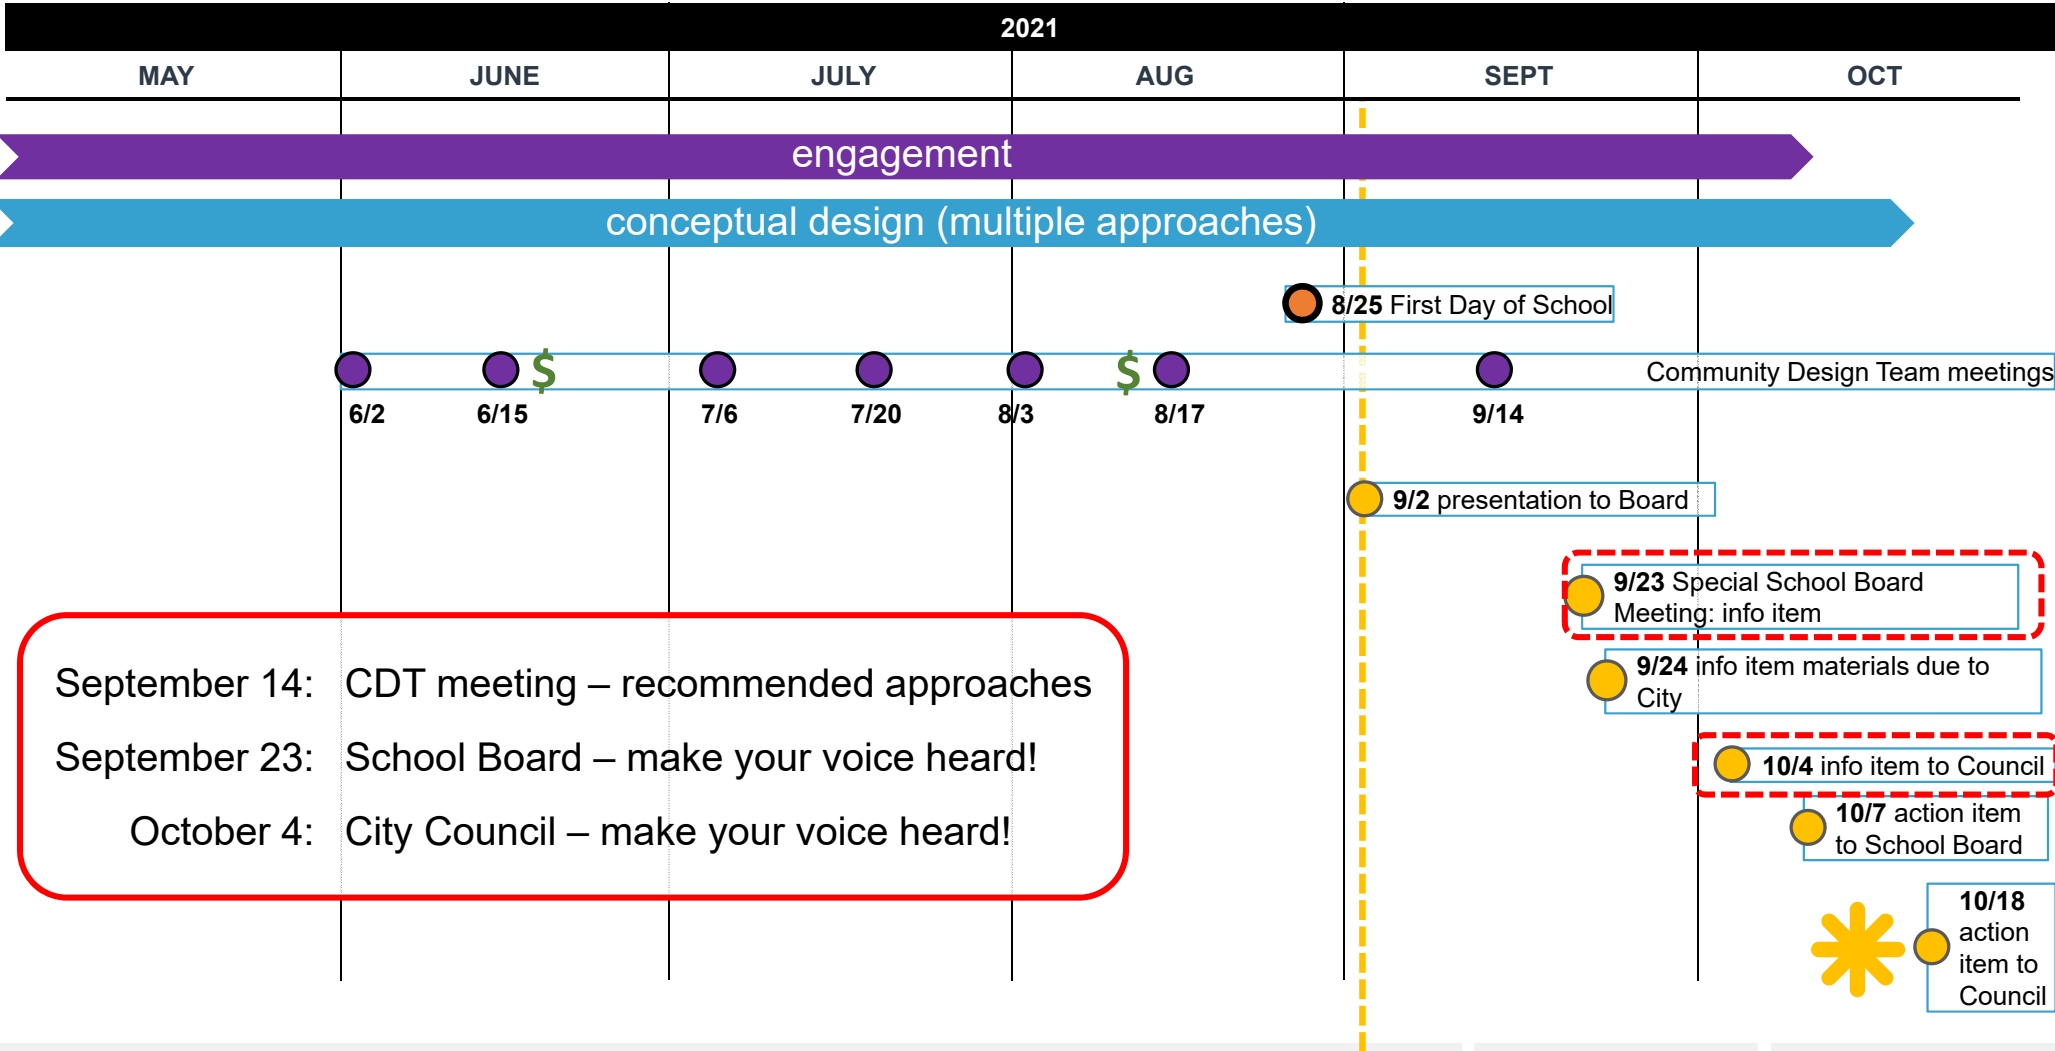 2021
MAY JUNE JULY AUG SEPT OCT
engagement
conceptual design (multiple approaches)
8/25 First Day of School
$ $ Community Design Team meetings
6/2 6/15 7/6 7/20 8/3 8/17 9/14
9/2 presentation to Board
9/23 Special School Board
Meeting: info item
9/24 info item materials due to
City
10/4 info item to Council
10/7 action item
to School Board
10/18
action
item to
Council
September 14: CDT meeting – recommended approaches
September 23: School Board – make your voice heard!
October 4: City Council – make your voice heard!